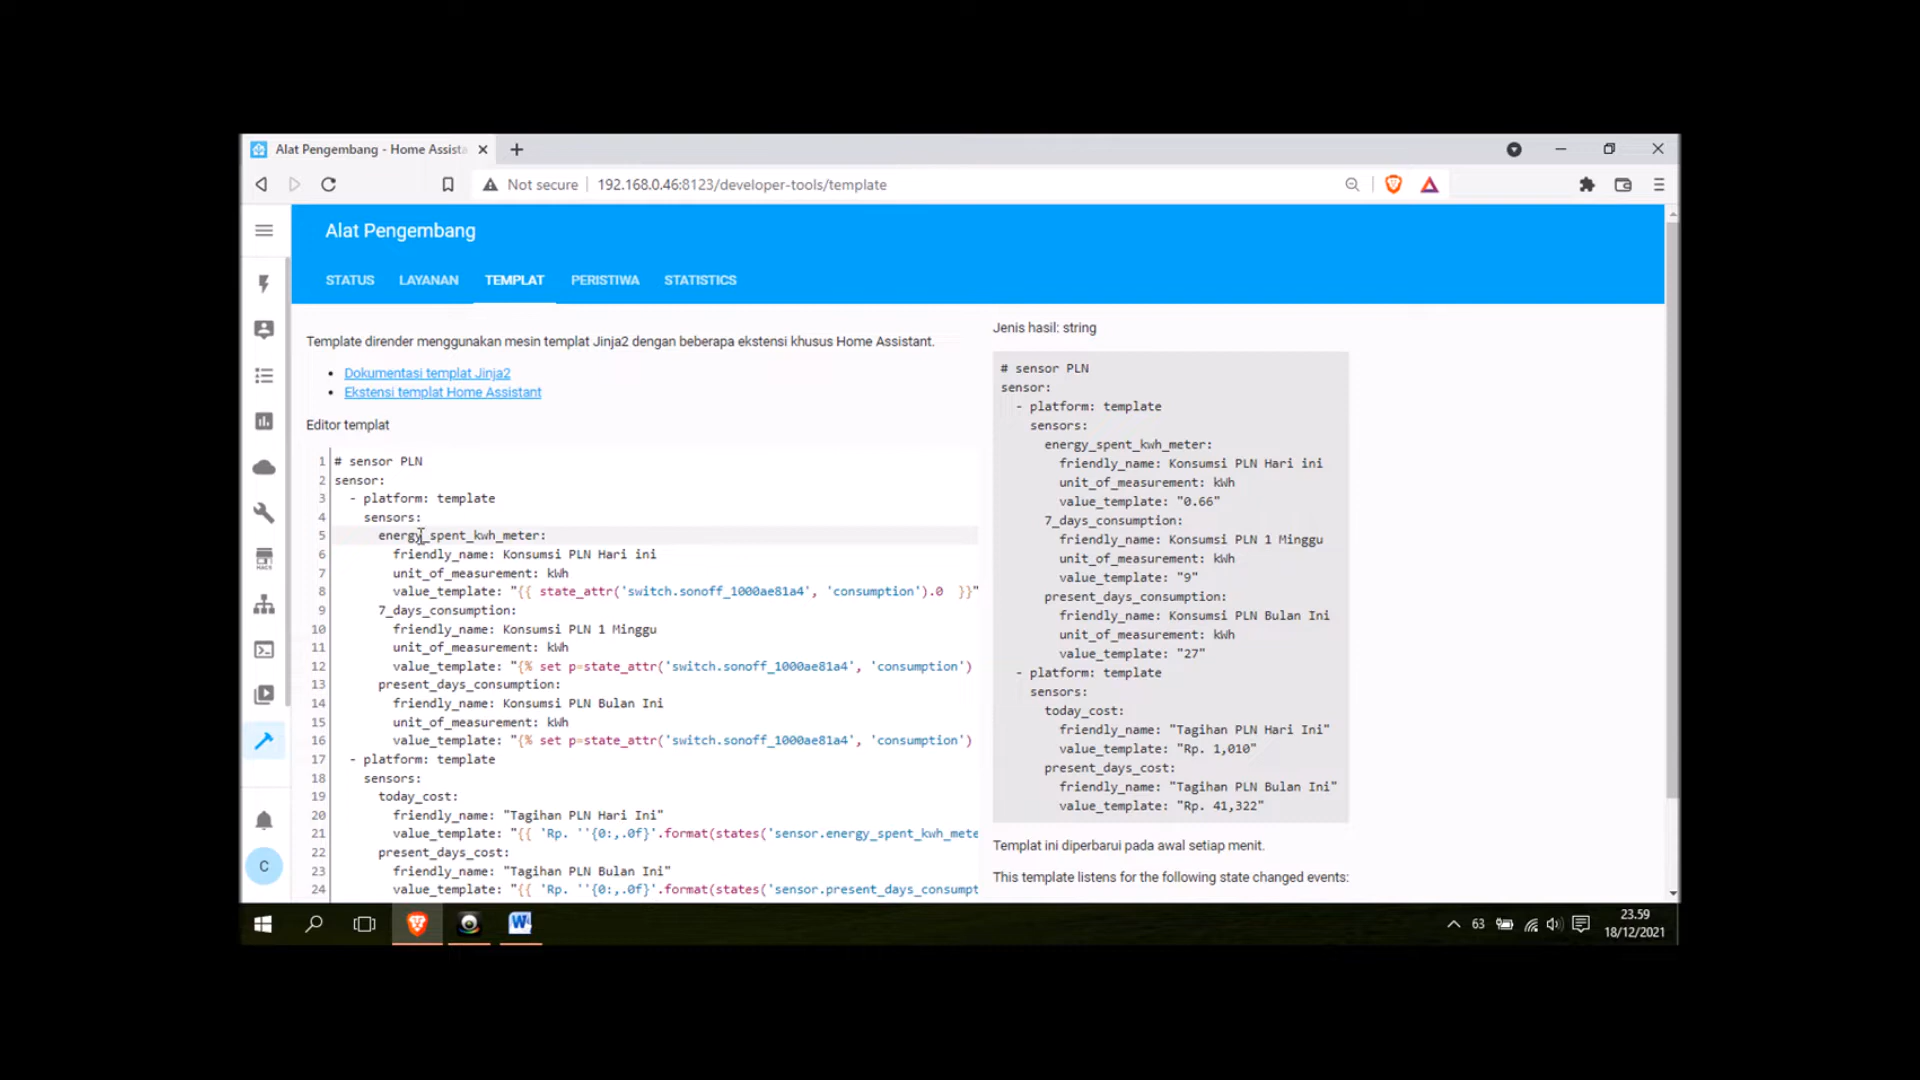 Alat Pengembang - Home Assista
Not secure
192.168.0.46:8123/developer-tools/template
Alat Pengembang
STATUS LAYANAN TEMPLAT PERISTIWA STATISTICS
Template dirender menggunakan mesin templat Jinja2 dengan beberapa ekstensi khusus Home Assistant.
Dokumentasi templat Jinja2
Ekstensi templat Home Assistant
Editor templat
1 # sensor PLN
2 sensor:
3 - platform: template
4 sensors:
5 energy_spent_kwh_meter:
6 friendly_name: Konsumsi PLN Hari ini
7 unit_of_measurement: kWh
8 value_template: "{{ state_attr('switch.sonoff_1000ae81a4', 'consumption').0 }}"
9 7_days_consumption:
10 friendly_name: Konsumsi PLN 1 Minggu
11 unit_of_measurement: kWh
12 value_template: "{% set p=state_attr('switch.sonoff_1000ae81a4', 'consumption')
13 present_days_consumption:
14 friendly_name: Konsumsi PLN Bulan Ini
15 unit_of_measurement: kWh
16 value_template: "{% set p=state_attr('switch.sonoff_1000ae81a4', 'consumption')
17 - platform: template
18 sensors:
19 today_cost:
20 friendly_name: "Tagihan PLN Hari Ini"
21 value_template: "{{ 'Rp. ''{0:,.0f}'.format(states('sensor.energy_spent_kwh_mete
22 present_days_cost:
23 friendly_name: "Tagihan PLN Bulan Ini"
24 value_template: "{{ 'Rp. ''{0:,.0f}'.format(states('sensor.present_days_consumpt
Jenis hasil: string
# sensor PLN
sensor:
- platform: template
sensors:
energy_spent_kwh_meter:
friendly_name: Konsumsi PLN Hari ini
unit_of_measurement: kWh
value_template: "0.66"
7_days_consumption:
friendly_name: Konsumsi PLN 1 Minggu
unit_of_measurement: kWh
value_template: "9"
present_days_consumption:
friendly_name: Konsumsi PLN Bulan Ini
unit_of_measurement: kWh
value_template: "27"
- platform: template
sensors:
today_cost:
friendly_name: "Tagihan PLN Hari Ini"
value_template: "Rp. 1,010"
present_days_cost:
friendly_name: "Tagihan PLN Bulan Ini"
value_template: "Rp. 41,322"
Templat ini diperbarui pada awal setiap menit.
This template listens for the following state changed events:
HACS
C
W
63
23.59
18/12/2021